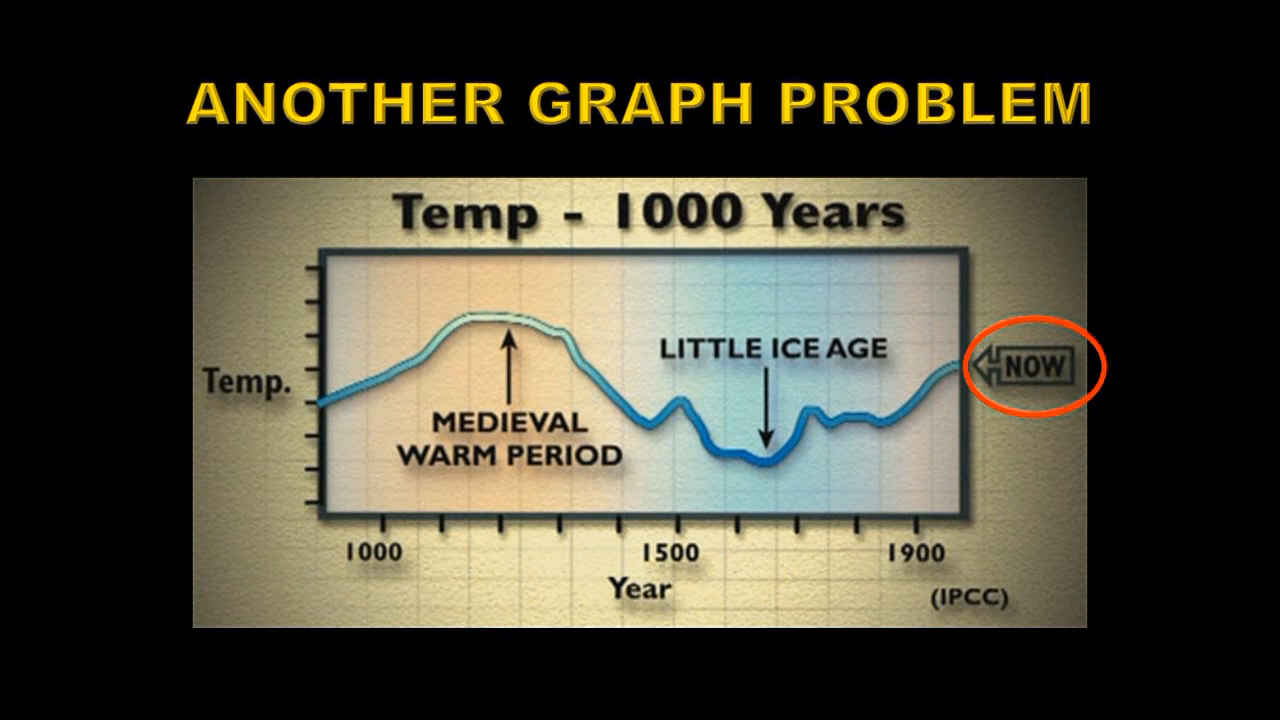 ANOTHER GRAPH PROBLEM
Temp - 1000 Years
LITTLE ICE AGE
NOW
Temp.
MEDIEVAL
WARM PERIOD
1000 1500 1900
Year
(IPCC)